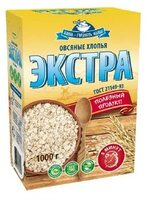 ОВСЯНЫЕ ХЛОПЬЯ
ЭКСТРА
ГОСТ 21149-93
ПОЛЕЗНЫЙ
ПРОДУКТ!
1000 г